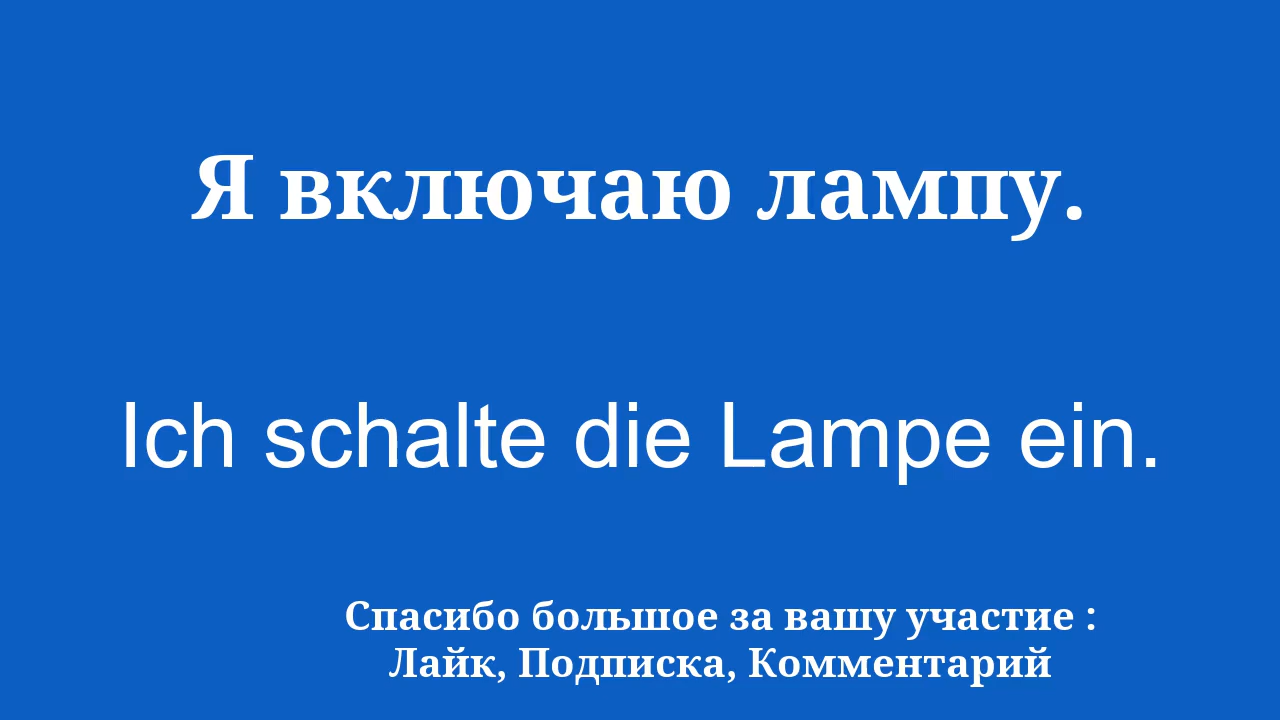 Я включаю лампу.
Ich schalte die Lampe ein.
Спасибо большое за вашу участие :
Лайк, Подписка, Комментарий